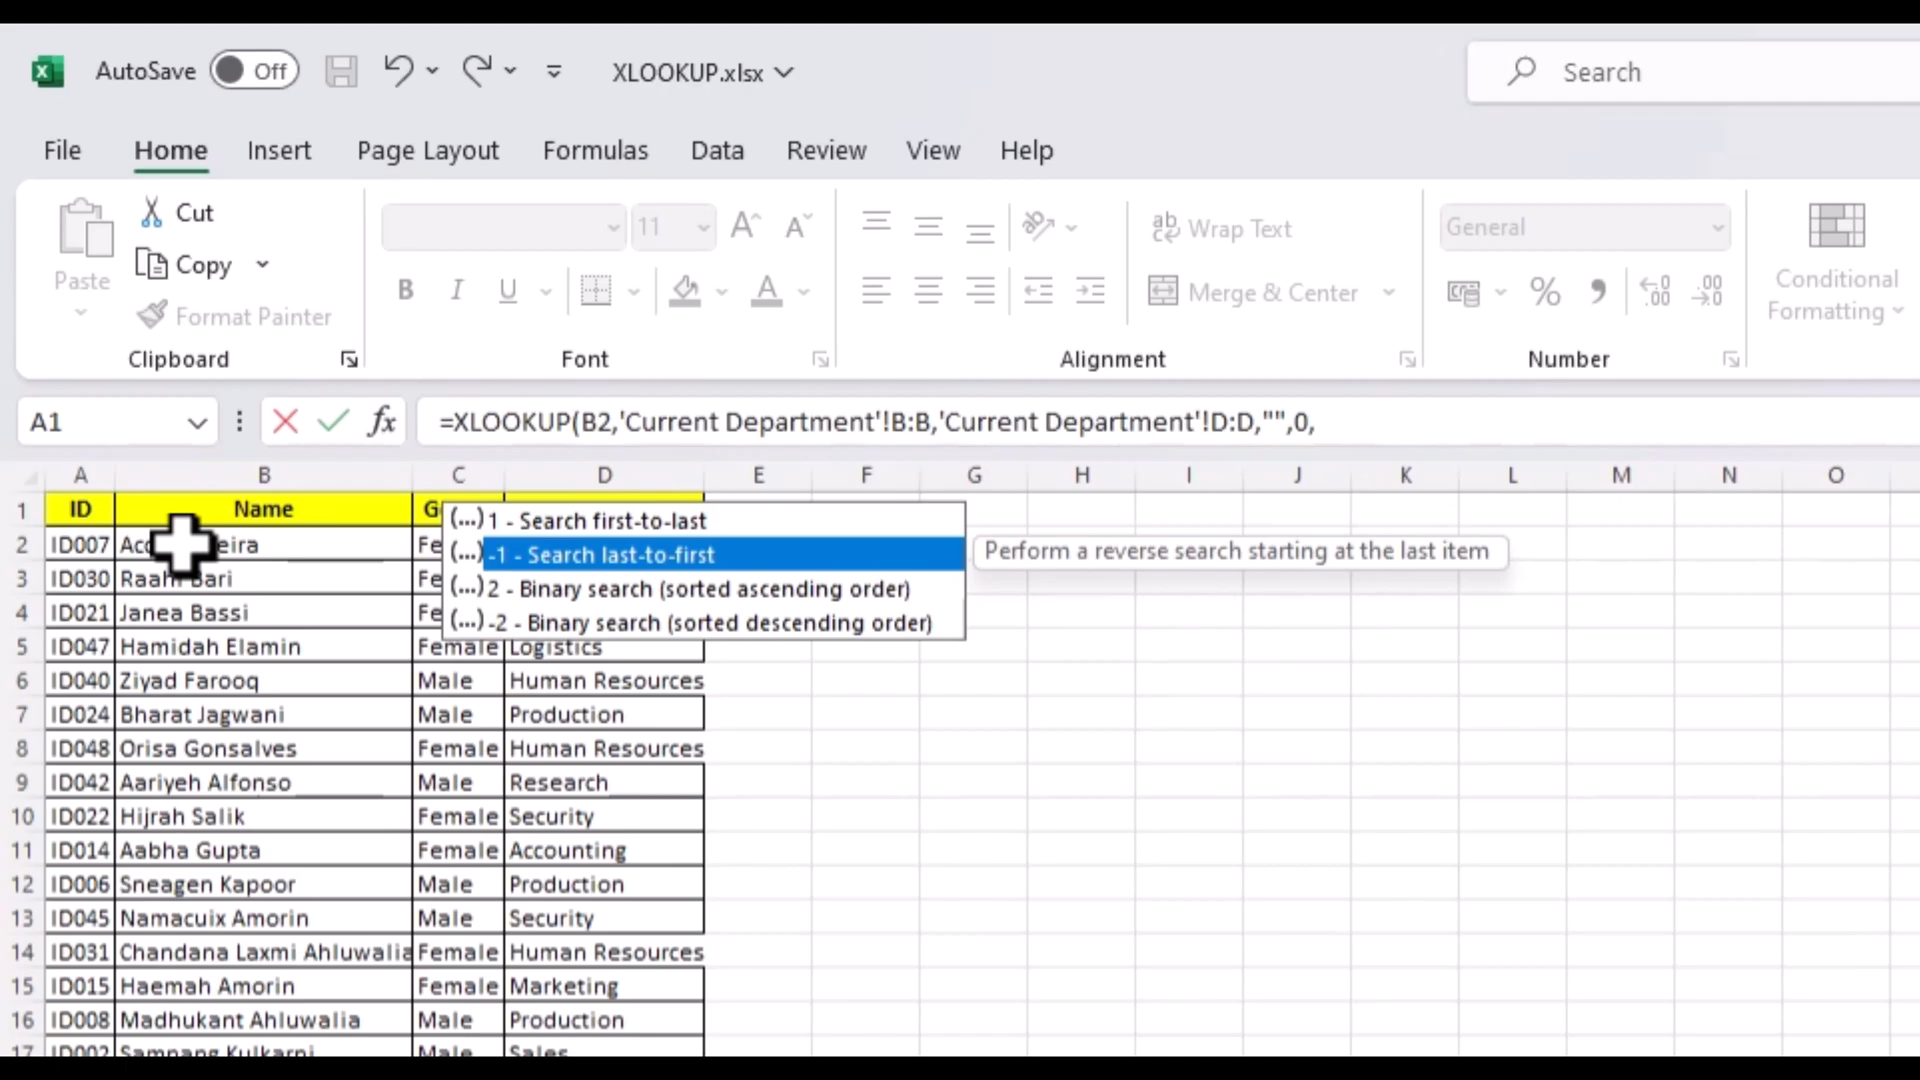 AutoSave Off XLOOKUP.xlsx Search
File Home Insert Page Layout Formulas Data Review View Help
Paste Cut Copy Format Painter
Clipboard
11
B I U A
Font
Wrap Text
Merge & Center
Alignment
General
% .00 .00
Number
Conditional Formatting
A1 fx =XLOOKUP(B2,'Current Department'!B:B,'Current Department'!D:D,"",0,
A B C D E F G H I J K L M N O
1 ID Name
(...) 1 - Search first-to-last
(...) -1 - Search last-to-first
Perform a reverse search starting at the last item
(...) 2 - Binary search (sorted ascending order)
(...) -2 - Binary search (sorted descending order)
2 ID007
3 ID030 Raahi Bari
4 ID021 Janea Bassi
5 ID047 Hamidah Elamin Female Logistics
6 ID040 Ziyad Farooq Male Human Resources
7 ID024 Bharat Jagwani Male Production
8 ID048 Orisa Gonsalves Female Human Resources
9 ID042 Aariyeh Alfonso Male Research
10 ID022 Hijrah Salik Female Security
11 ID014 Aabha Gupta Female Accounting
12 ID006 Sneagen Kapoor Male Production
13 ID045 Namacuix Amorin Male Security
14 ID031 Chandana Laxmi Ahluwalia Female Human Resources
15 ID015 Haemah Amorin Female Marketing
16 ID008 Madhukant Ahluwalia Male Production
17 ID002 Sampang Kulkarni Male Sales